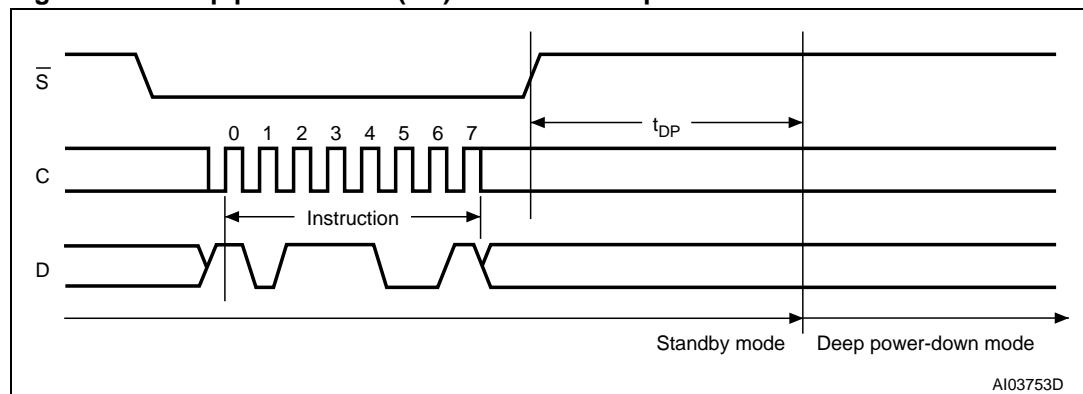 S
tDP
0 1 2 3 4 5 6 7
C
Instruction
D
Standby mode Deep power-down mode
AI03753D